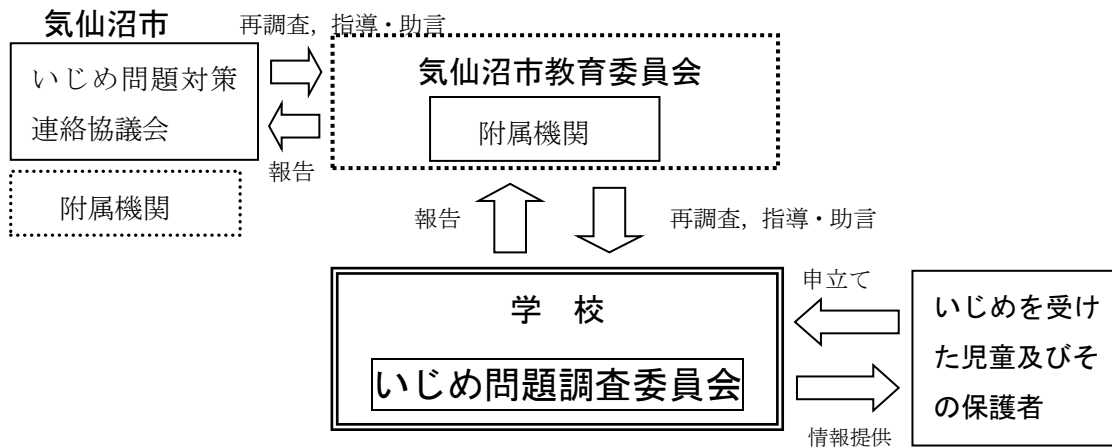 気仙沼市
再調査，指導・助言
いじめ問題対策
連絡協議会
報告
附属機関
気仙沼市教育委員会
附属機関
報告
再調査，指導・助言
学　校
いじめ問題調査委員会
申立て
情報提供
いじめを受け
た児童及びそ
の保護者